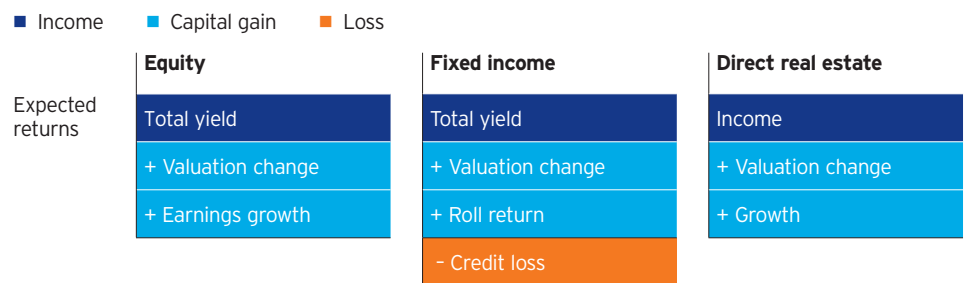 Income Capital gain Loss
Equity Fixed income Direct real estate
Expected
returns
Total yield Total yield Income
+ Valuation change + Valuation change + Valuation change
+ Earnings growth + Roll return + Growth
– Credit loss